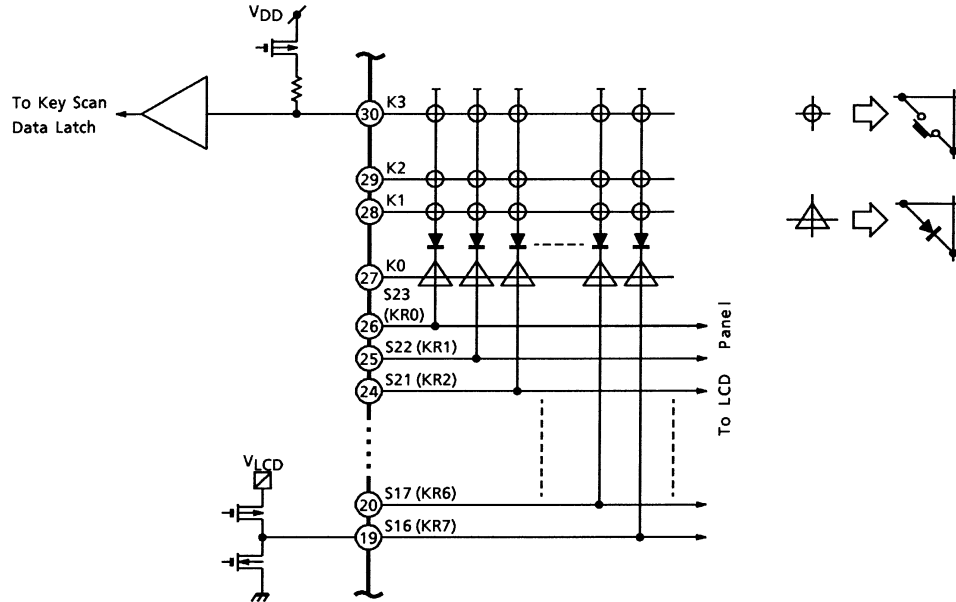 VDD
To Key Scan
Data Latch
30 K3
29 K2
28 K1
27 K0
S23
26 (KR0)
25 S22 (KR1)
24 S21 (KR2)
To LCD Panel
VLCD
20 S17 (KR6)
19 S16 (KR7)